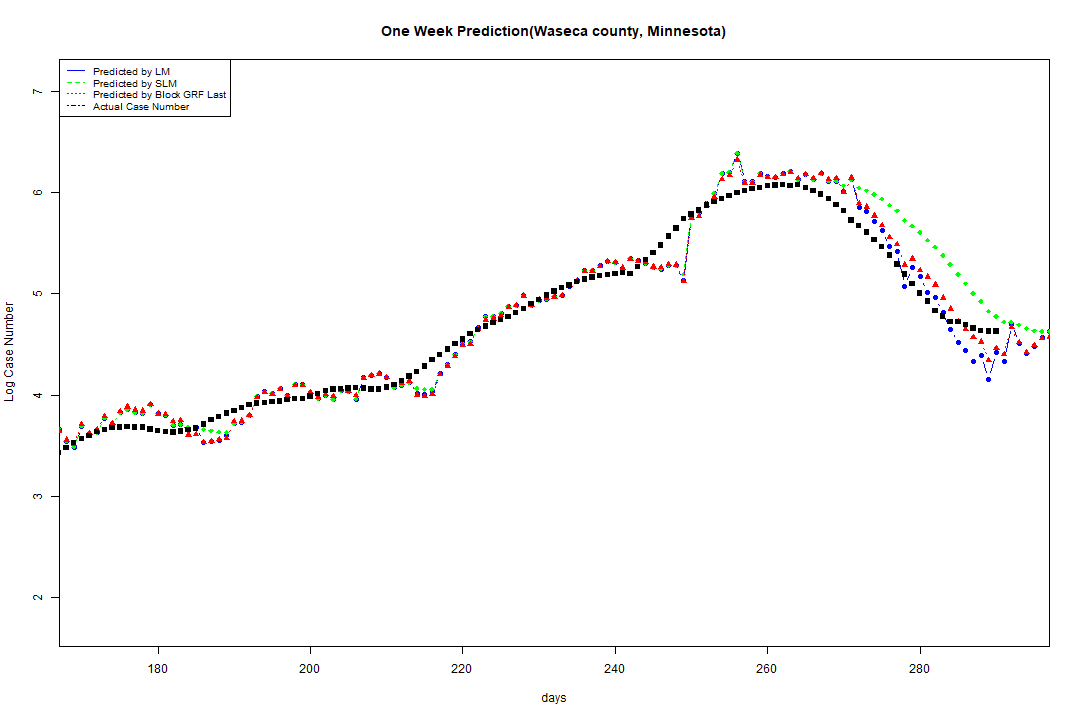 One Week Prediction(Waseca county, Minnesota)
Predicted by LM
Predicted by SLM
Predicted by Block GRF Last
Actual Case Number
7
6
5
4
3
2
Log Case Number
180 200 220 240 260 280
days